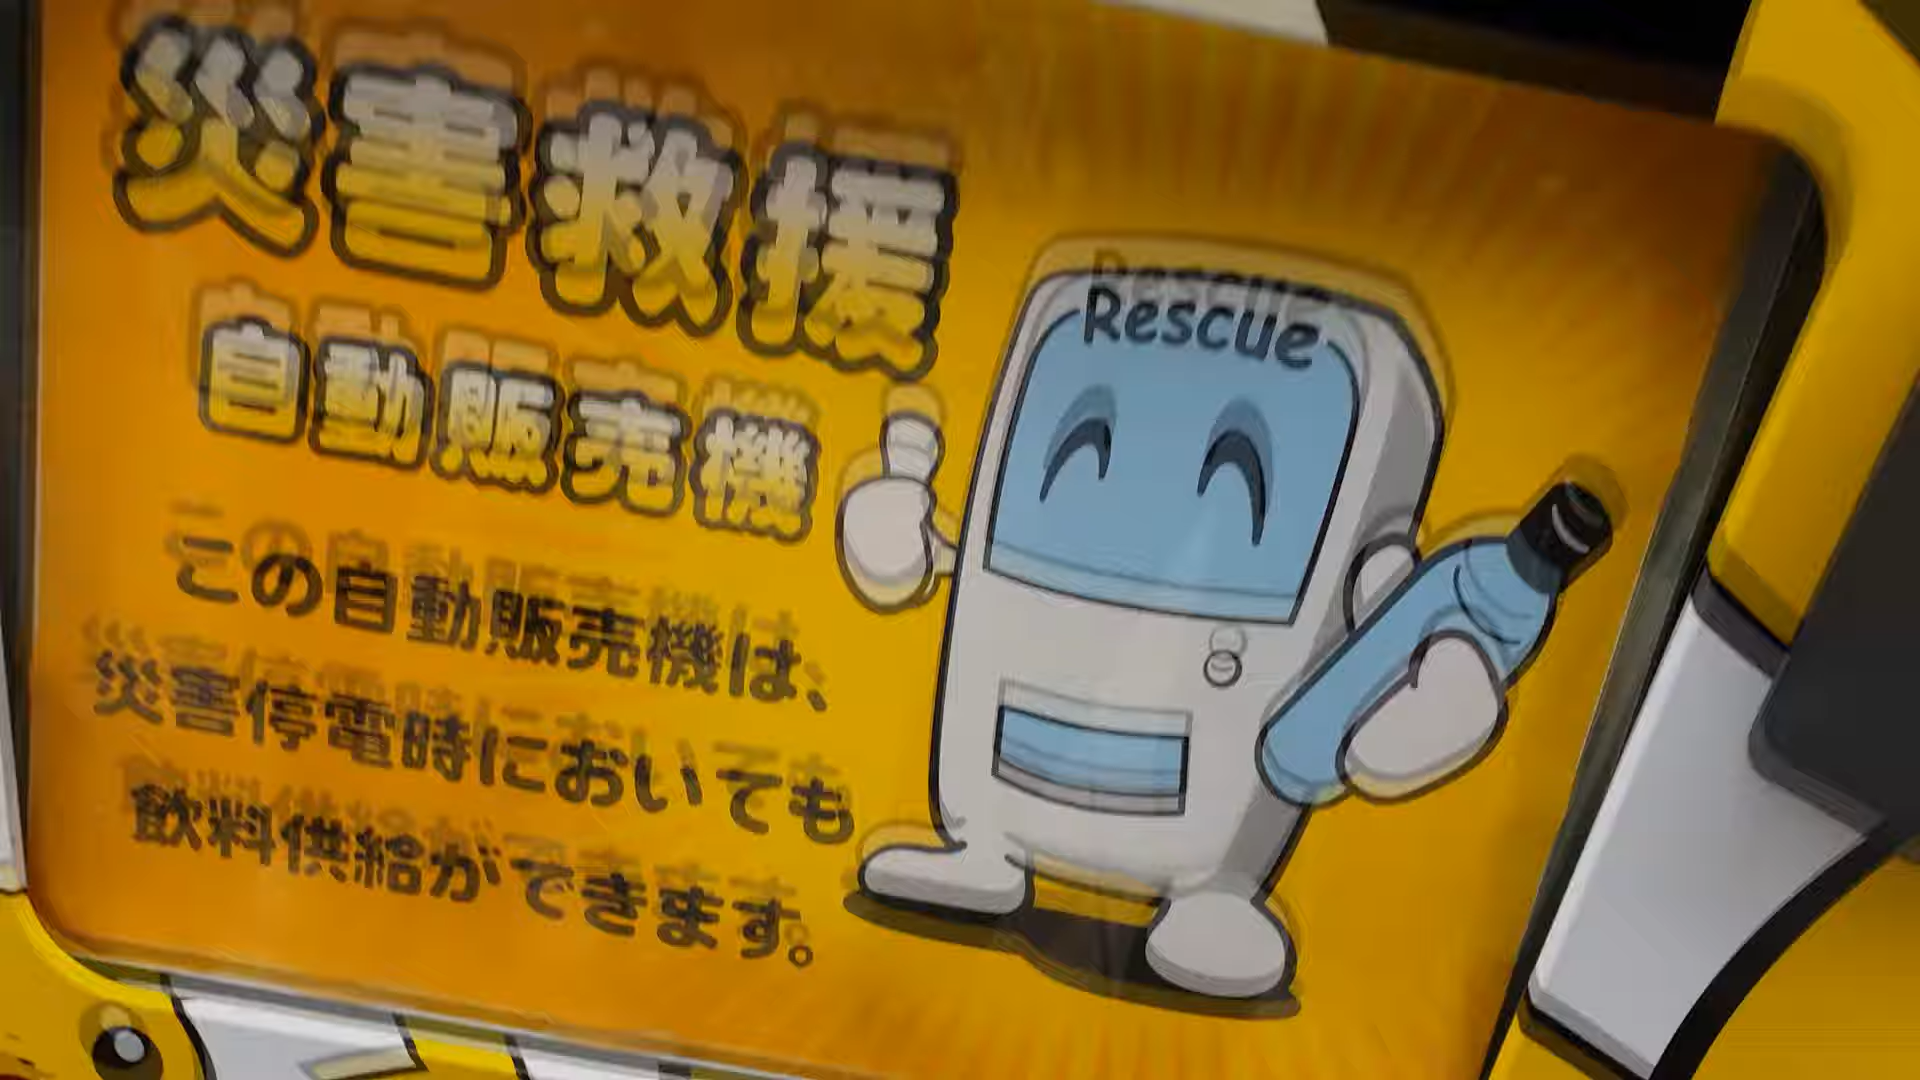 災害救援
自動販売機
この自動販売機は、
災害停電時においても
飲料供給ができます。
Rescue